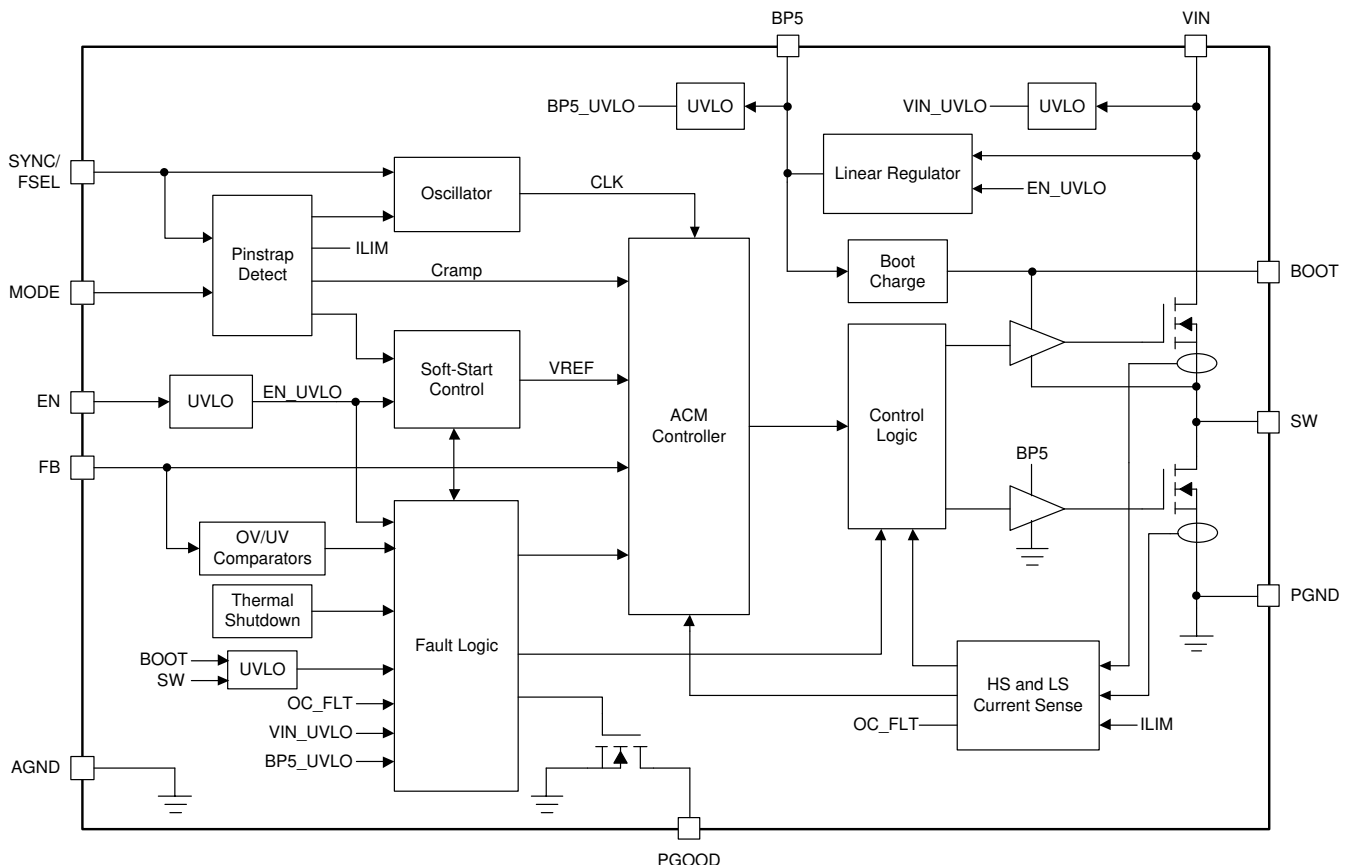 BP5
VIN
BP5_UVLO
UVLO
VIN_UVLO
UVLO
SYNC/
FSEL
Oscillator
CLK
Linear Regulator
EN_UVLO
Pinstrap
Detect
ILIM
Cramp
MODE
Boot
Charge
BOOT
Soft-Start
Control
VREF
EN
UVLO
EN_UVLO
ACM
Controller
Control
Logic
SW
FB
BP5
OV/UV
Comparators
Thermal
Shutdown
Fault Logic
PGND
BOOT
SW
UVLO
HS and LS
Current Sense
OC_FLT
ILIM
OC_FLT
VIN_UVLO
BP5_UVLO
AGND
PGOOD